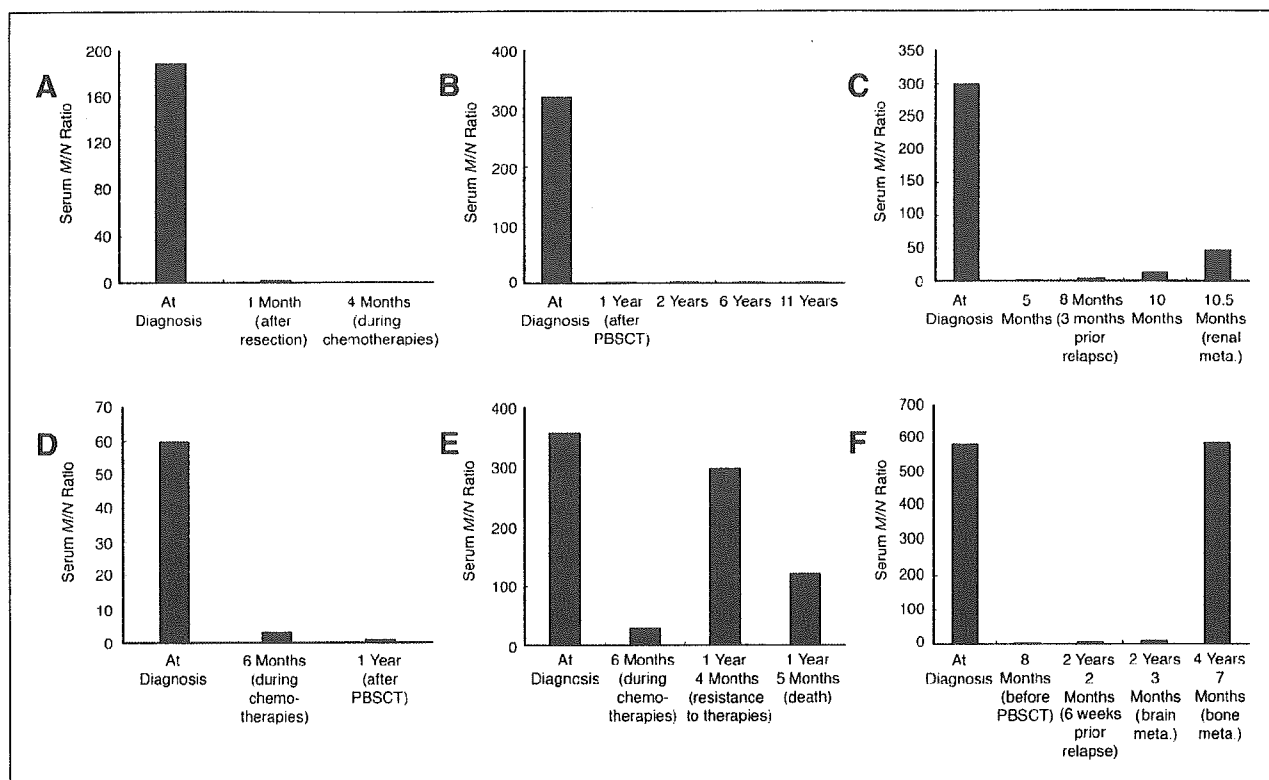 A
Serum M/N Ratio
200
160
120
80
40
0
At
Diagnosis
1 Month
(after
resection)
4 Months
(during
chemotherapies)
B
Serum M/N Ratio
400
300
200
100
0
At
Diagnosis
1 Year
(after
PBSCT)
2 Years
6 Years
11 Years
C
Serum M/N Ratio
350
300
250
200
150
100
50
0
At
Diagnosis
5
Months
8 Months
(3 months
prior
relapse)
10
Months
10.5
Months
(renal
meta.)
D
Serum M/N Ratio
70
60
50
40
30
20
10
0
At
Diagnosis
6 Months
(during
chemo-
therapies)
1 Year
(after
PBSCT)
E
Serum M/N Ratio
400
300
200
100
0
At
Diagnosis
6 Months
(during
chemo-
therapies)
1 Year
4 Months
(resistance
to therapies)
1 Year
5 Months
(death)
F
Serum M/N Ratio
700
600
500
400
300
200
100
0
At
Diagnosis
8
Months
(before
PBSCT)
2 Years
2
Months
(6 weeks
prior
relapse)
2 Years
3
Months
(brain
meta.)
4 Years
7
Months
(bone
meta.)